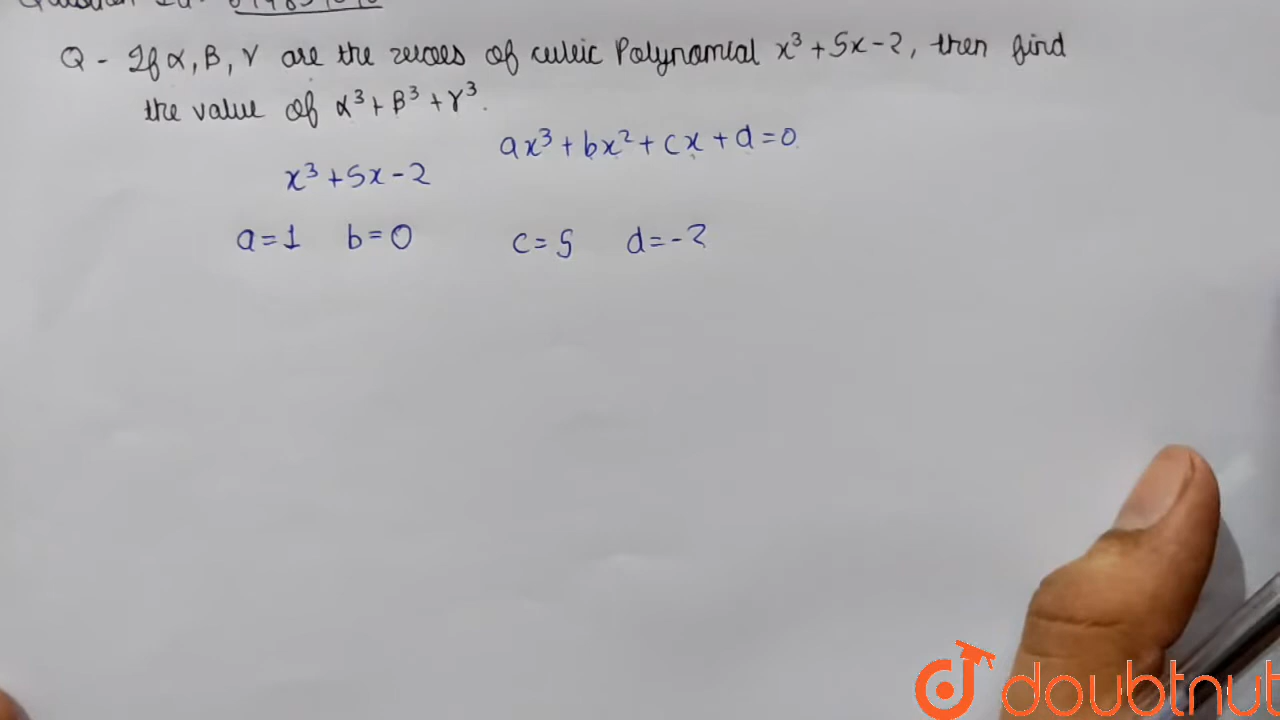 Q - If α, β, γ are the zeroes of cubic Polynomial x³ + 5x - 2, then find
the value of α³ + β³ + γ³.
ax³ + bx² + cx + d = 0
x³ + 5x - 2
a = 1 b = 0 c = 5 d = -2
doubtnut